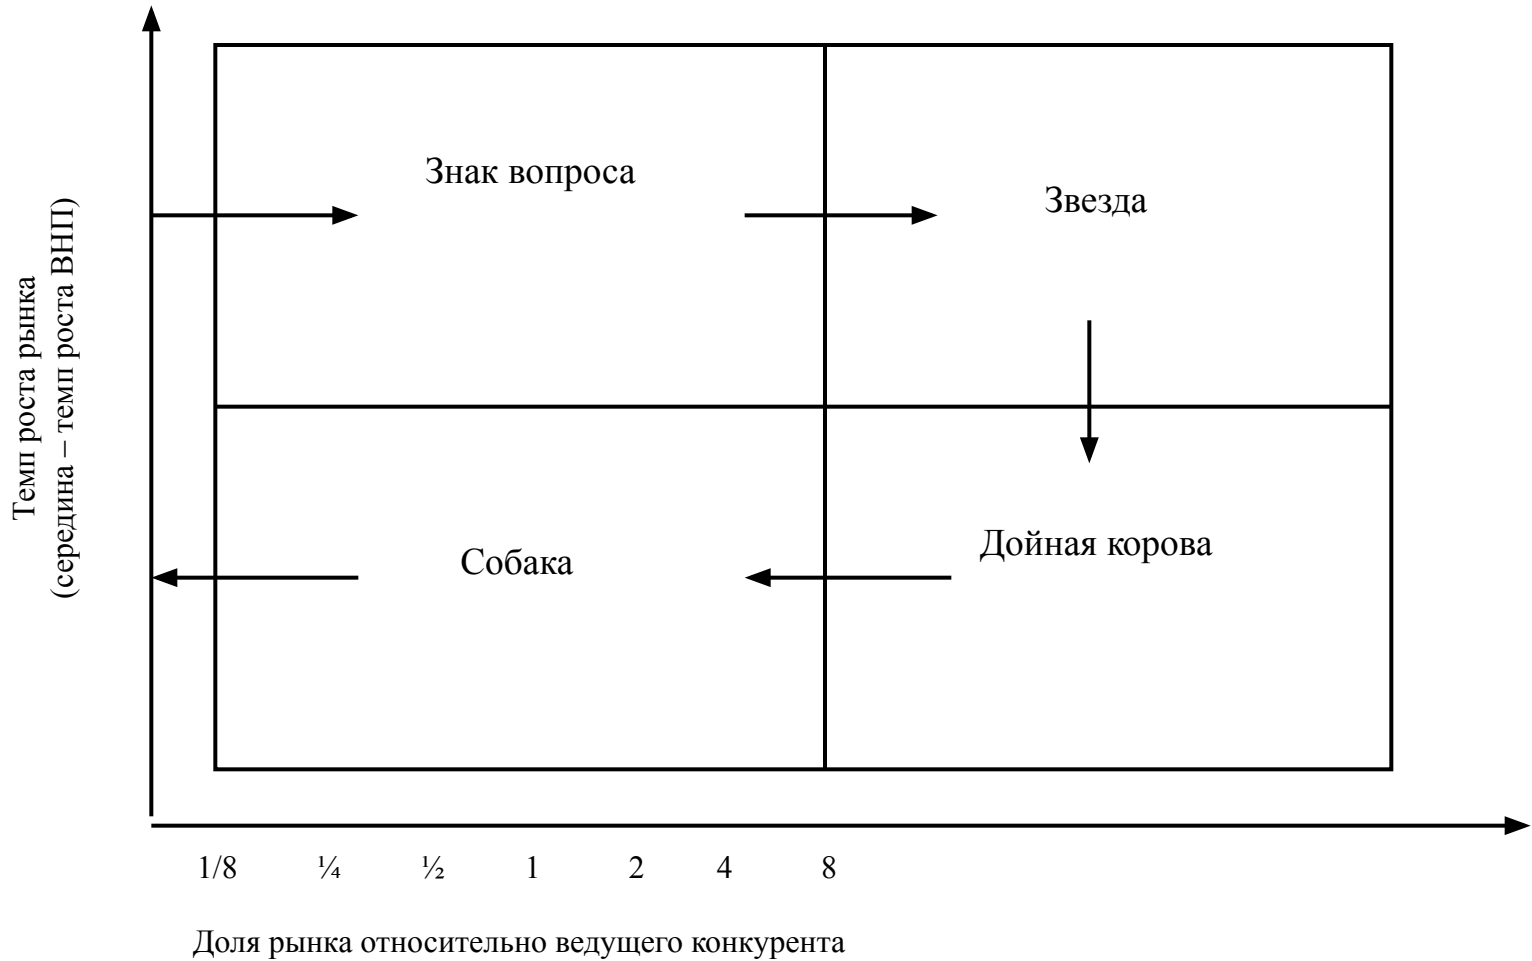 Знак вопроса
Звезда
Темп роста рынка
(середина – темп роста ВНП)
Собака
Дойная корова
1/8 ¼ ½ 1 2 4 8
Доля рынка относительно ведущего конкурента